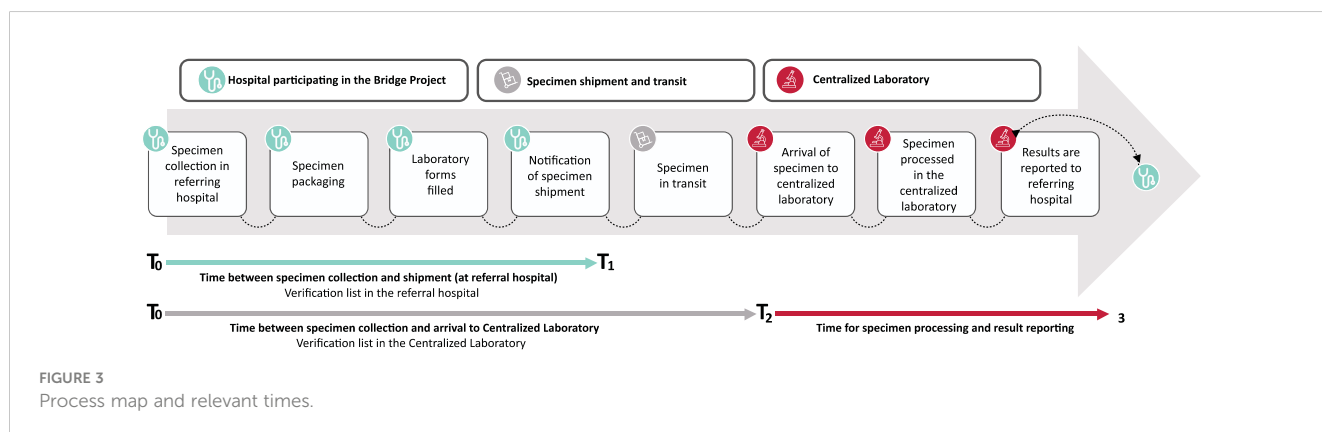 Hospital participating in the Bridge Project
Specimen shipment and transit
Centralized Laboratory
Specimen
collection in
referring
hospital
Specimen
packaging
Laboratory
forms
filled
Notification
of specimen
shipment
Specimen
in transit
Arrival of
specimen to
centralized
laboratory
Specimen
processed
in the
centralized
laboratory
Results are
reported to
referring
hospital
T0
T1
Time between specimen collection and shipment (at referral hospital)
Verification list in the referral hospital
T0
T2
3
Time between specimen collection and arrival to Centralized Laboratory
Verification list in the Centralized Laboratory
Time for specimen processing and result reporting
FIGURE 3
Process map and relevant times.